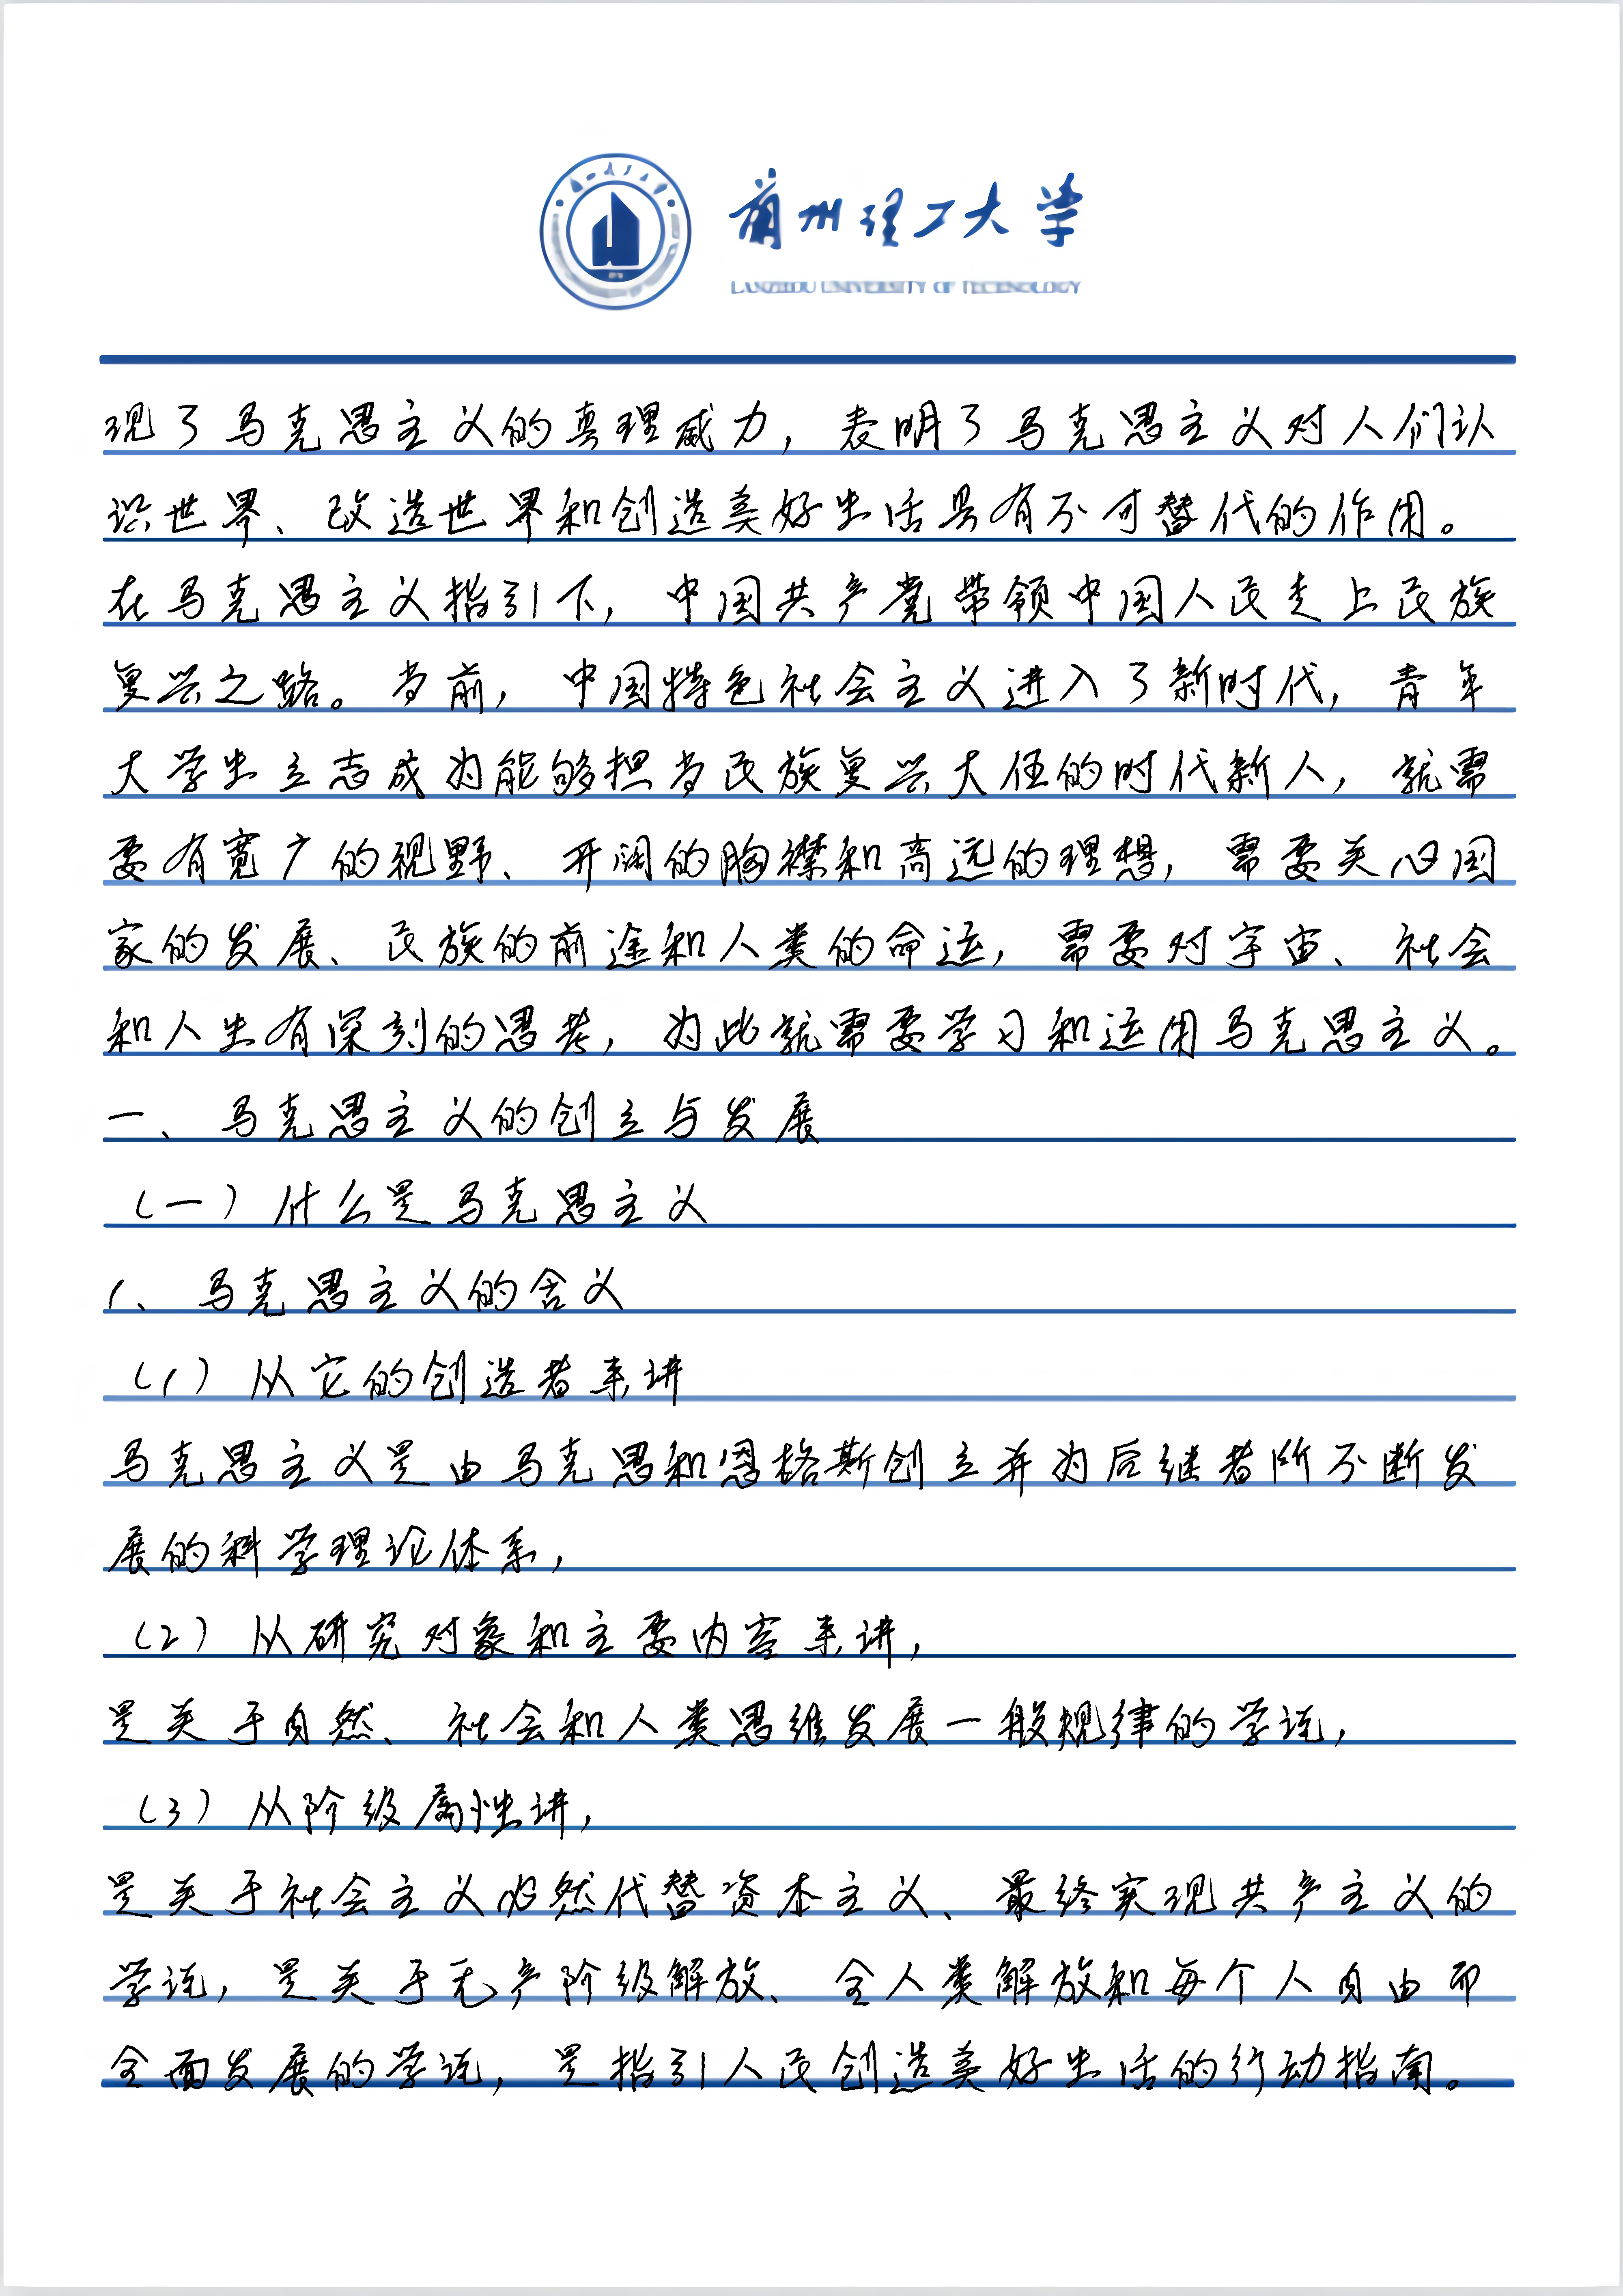 兰州理工大学
LANZHOU UNIVERSITY OF TECHNOLOGY
现了马克思主义的真理威力，表明了马克思主义对人们认
识世界、改造世界和创造美好生活具有不可替代的作用。
在马克思主义指引下，中国共产党带领中国人民走上民族
复兴之路。当前，中国特色社会主义进入了新时代，青年
大学生立志成为能够担当民族复兴大任的时代新人，就需
要有宽广的视野、开阔的胸襟和高远的理想，需要关心国
家的发展、民族的前途和人类的命运，需要对宇宙、社会
和人生有深刻的思考，为此就需要学习和运用马克思主义。
一、马克思主义的创立与发展
（一）什么是马克思主义
1、马克思主义的含义
（1）从它的创造者来讲
马克思主义是由马克思和恩格斯创立并为后继者所不断发
展的科学理论体系，
（2）从研究对象和主要内容来讲，
是关于自然、社会和人类思维发展一般规律的学说，
（3）从阶级属性讲，
是关于社会主义必然代替资本主义、最终实现共产主义的
学说，是关于无产阶级解放、全人类解放和每个人自由而
全面发展的学说，是指引人民创造美好生活的行动指南。